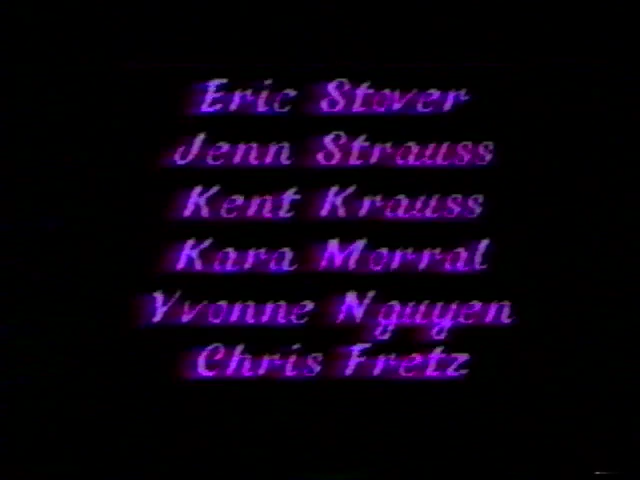 Eric Stover
Jenn Strauss
Kent Krauss
Kara Morral
Yvonne Nguyen
Chris Fretz